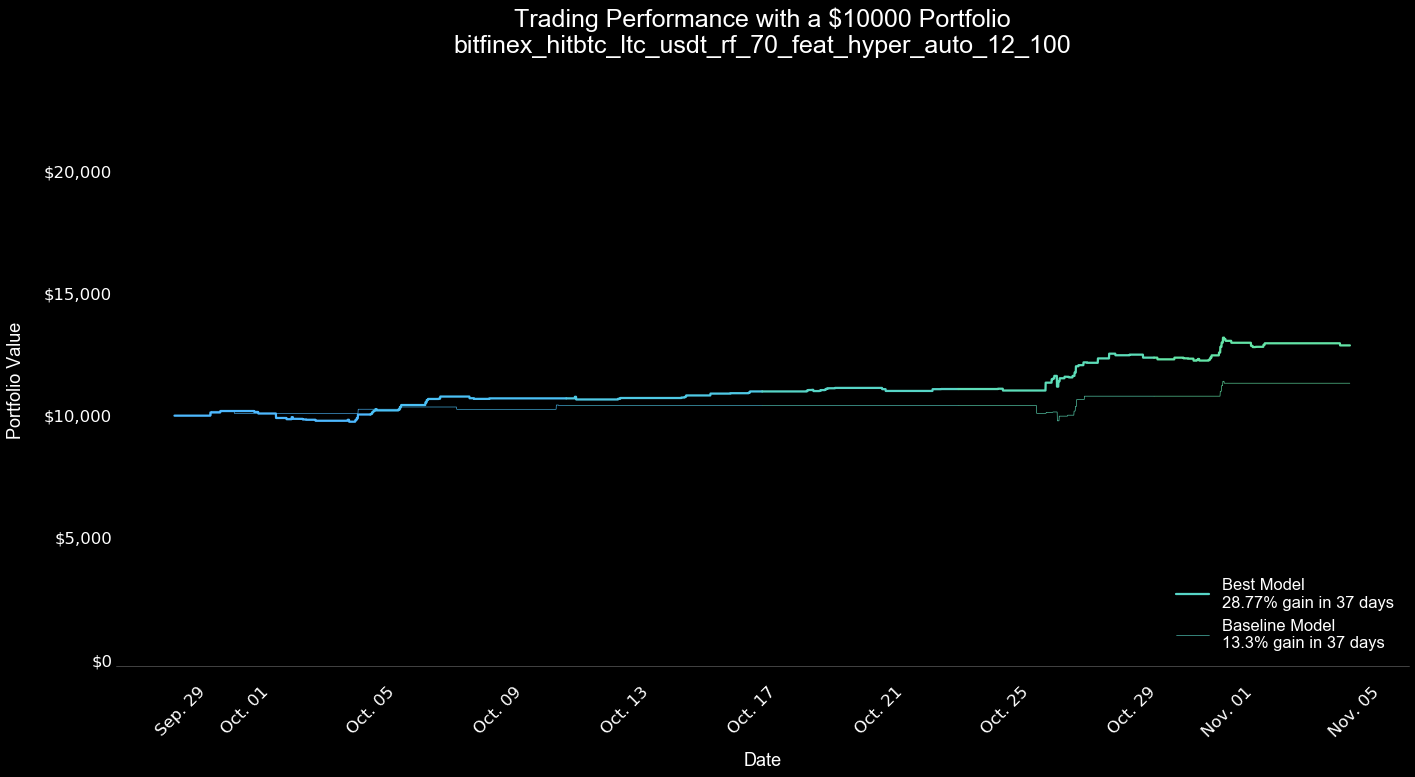 Trading Performance with a $10000 Portfolio
bitfinex_hitbtc_ltc_usdt_rf_70_feat_hyper_auto_12_100
$20,000
$15,000
$10,000
$5,000
$0
Portfolio Value
Best Model
28.77% gain in 37 days
Baseline Model
13.3% gain in 37 days
Sep. 29
Oct. 01
Oct. 05
Oct. 09
Oct. 13
Oct. 17
Oct. 21
Oct. 25
Oct. 29
Nov. 01
Nov. 05
Date